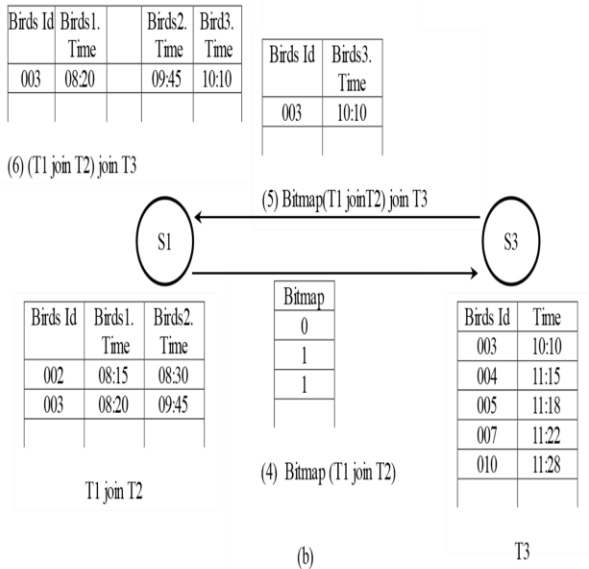 Birds Id Birds1. Time Birds2. Time Bird3. Time
003 08:20 09:45 10:10
(6) (T1 join T2) join T3
Birds Id Birds3. Time
003 10:10
(5) Bitmap(T1 joinT2) join T3
S1
S3
Birds Id Birds1. Time Birds2. Time
002 08:15 08:30
003 08:20 09:45
T1 join T2
Bitmap
0
1
1
(4) Bitmap (T1 join T2)
Birds Id Time
003 10:10
004 11:15
005 11:18
007 11:22
010 11:28
T3
(b)